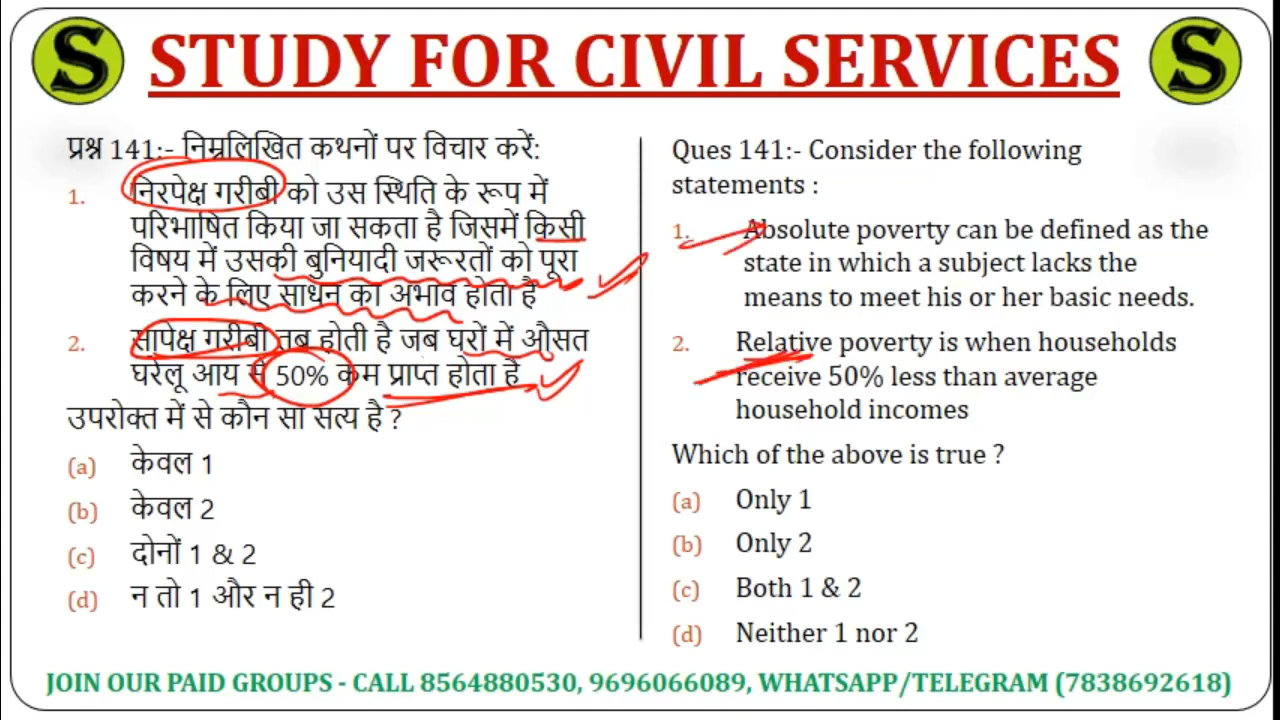 S
STUDY FOR CIVIL SERVICES
S
प्रश्न 141:- निम्नलिखित कथनों पर विचार करें:
1. निरपेक्ष गरीबी को उस स्थिति के रूप में
परिभाषित किया जा सकता है जिसमें किसी
विषय में उसकी बुनियादी जरूरतों को पूरा
करने के लिए साधन का अभाव होता है
2. सापेक्ष गरीबी तब होती है जब घरों में औसत
घरेलू आय से 50% कम प्राप्त होता है
उपरोक्त में से कौन सा सत्य है ?
(a) केवल 1
(b) केवल 2
(c) दोनों 1 & 2
(d) न तो 1 और न ही 2
Ques 141:- Consider the following
statements :
1. Absolute poverty can be defined as the
state in which a subject lacks the
means to meet his or her basic needs.
2. Relative poverty is when households
receive 50% less than average
household incomes
Which of the above is true ?
(a) Only 1
(b) Only 2
(c) Both 1 & 2
(d) Neither 1 nor 2
JOIN OUR PAID GROUPS - CALL 8564880530, 9696066089, WHATSAPP/TELEGRAM (7838692618)